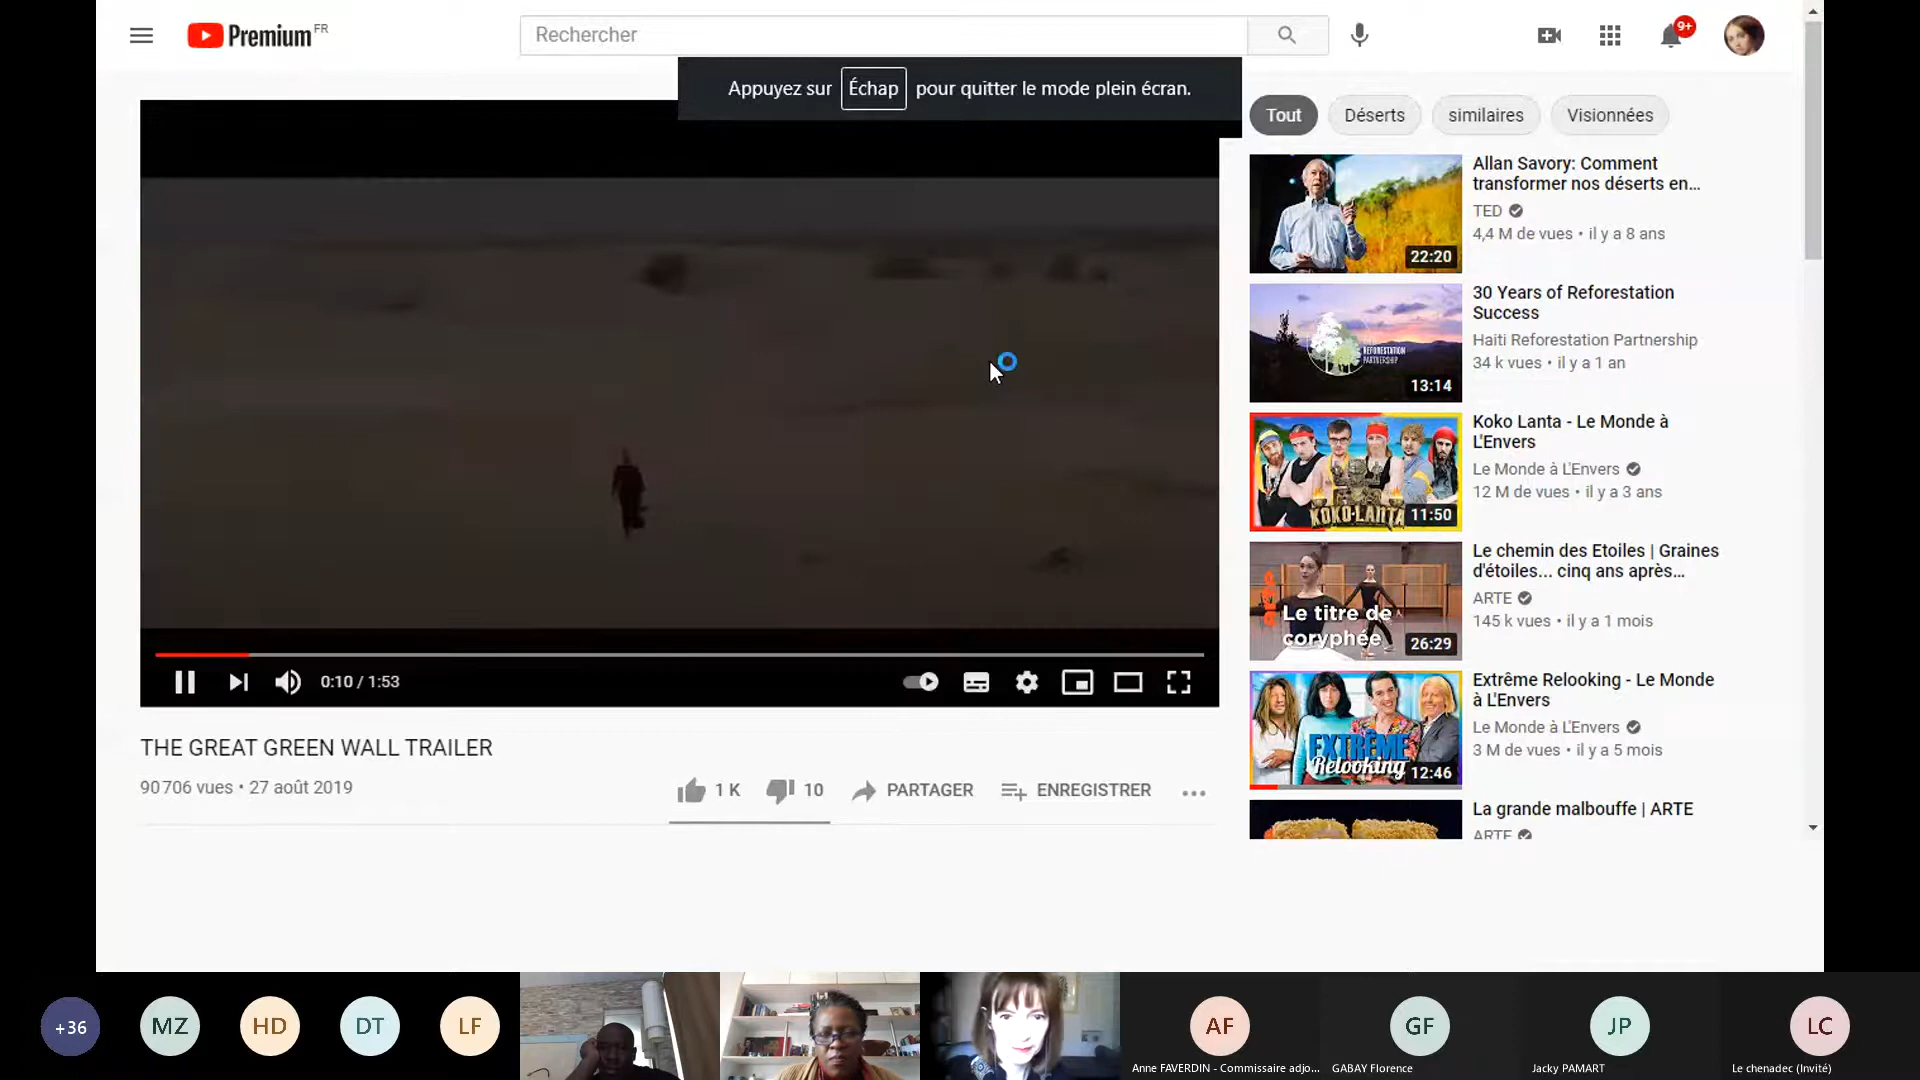 Premium FR
Rechercher
9+
Appuyez sur Échap pour quitter le mode plein écran.
Tout
Déserts
similaires
Visionnées
Allan Savory: Comment
transformer nos déserts en...
TED
4,4 M de vues • il y a 8 ans
22:20
30 Years of Reforestation
Success
Haiti Reforestation Partnership
34 k vues • il y a 1 an
REFORESTATION
PARTNERSHIP
13:14
Koko Lanta - Le Monde à
L'Envers
Le Monde à L'Envers
12 M de vues • il y a 3 ans
KOKO-LANTA
11:50
Le chemin des Etoiles | Graines
d'étoiles... cinq ans après...
ARTE
145 k vues • il y a 1 mois
Le titre de
coryphée
26:29
Extrême Relooking - Le Monde
à L'Envers
Le Monde à L'Envers
3 M de vues • il y a 5 mois
EXTRÊME
Relooking
12:46
La grande malbouffe | ARTE
ARTE
0:10 / 1:53
THE GREAT GREEN WALL TRAILER
90 706 vues • 27 août 2019
1 K
10
PARTAGER
ENREGISTRER
+36
MZ
HD
DT
LF
AF
GF
JP
LC
Anne FAVERDIN - Commissaire adjo...
GABAY Florence
Jacky PAMART
Le chenadec (Invité)